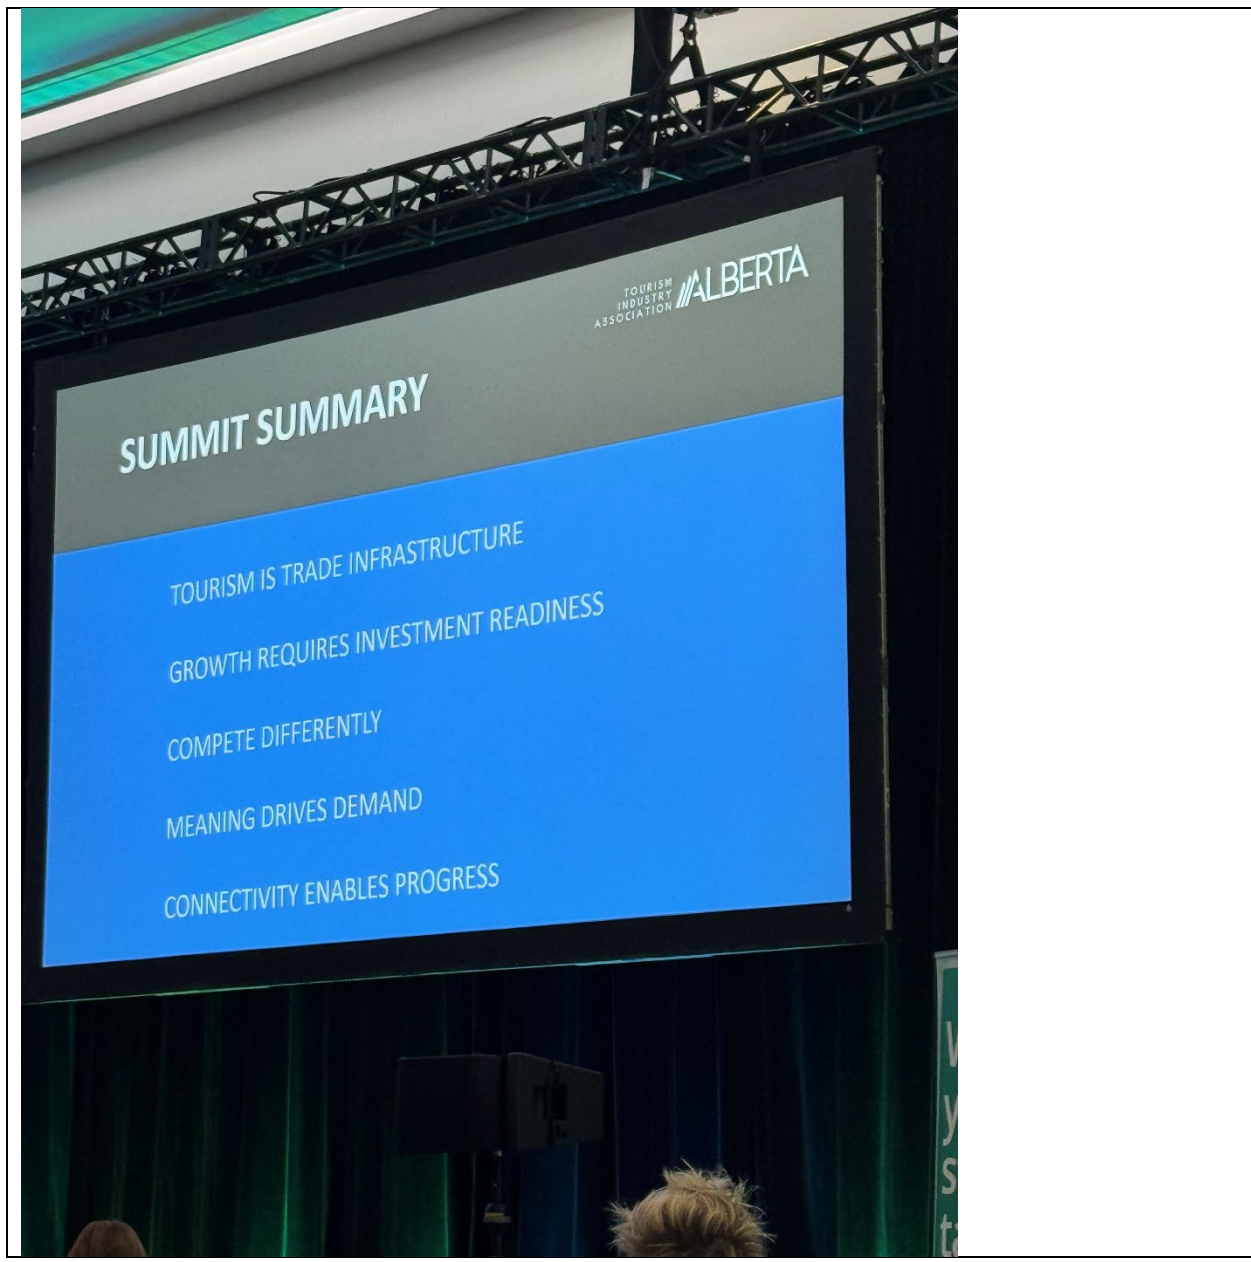 TOURISM
INDUSTRY
ASSOCIATION
ALBERTA
SUMMIT SUMMARY
TOURISM IS TRADE INFRASTRUCTURE
GROWTH REQUIRES INVESTMENT READINESS
COMPETE DIFFERENTLY
MEANING DRIVES DEMAND
CONNECTIVITY ENABLES PROGRESS